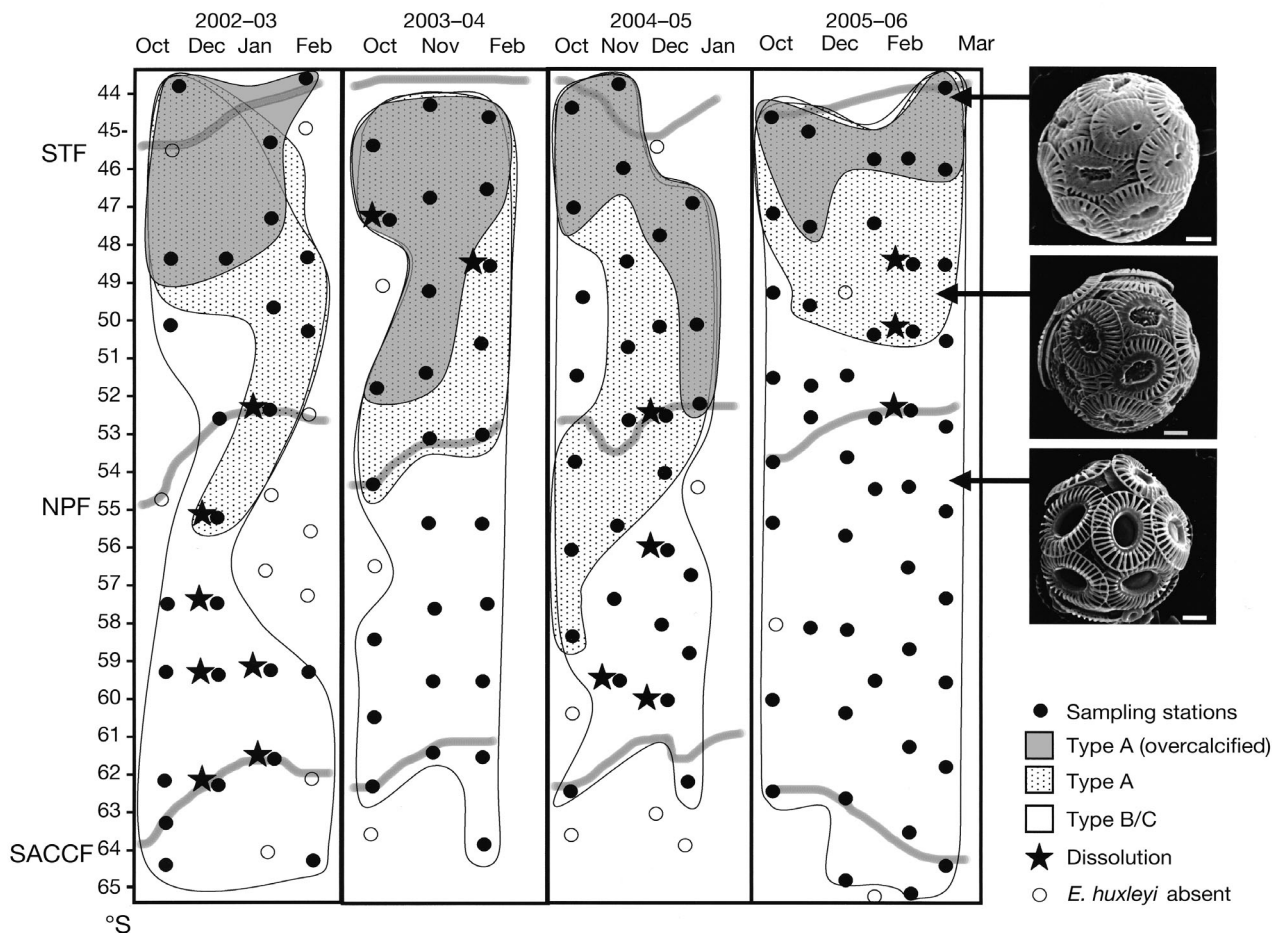 2002–03 2003–04 2004–05 2005–06
Oct Dec Jan Feb Oct Nov Feb Oct Nov Dec Jan Oct Dec Feb Mar
44
45
STF
46
47
48
49
50
51
52
53
54
NPF
55
56
57
58
59
60
61
62
63
64
SACCF
65
°S
Sampling stations
Type A (overcalcified)
Type A
Type B/C
Dissolution
E. huxleyi absent